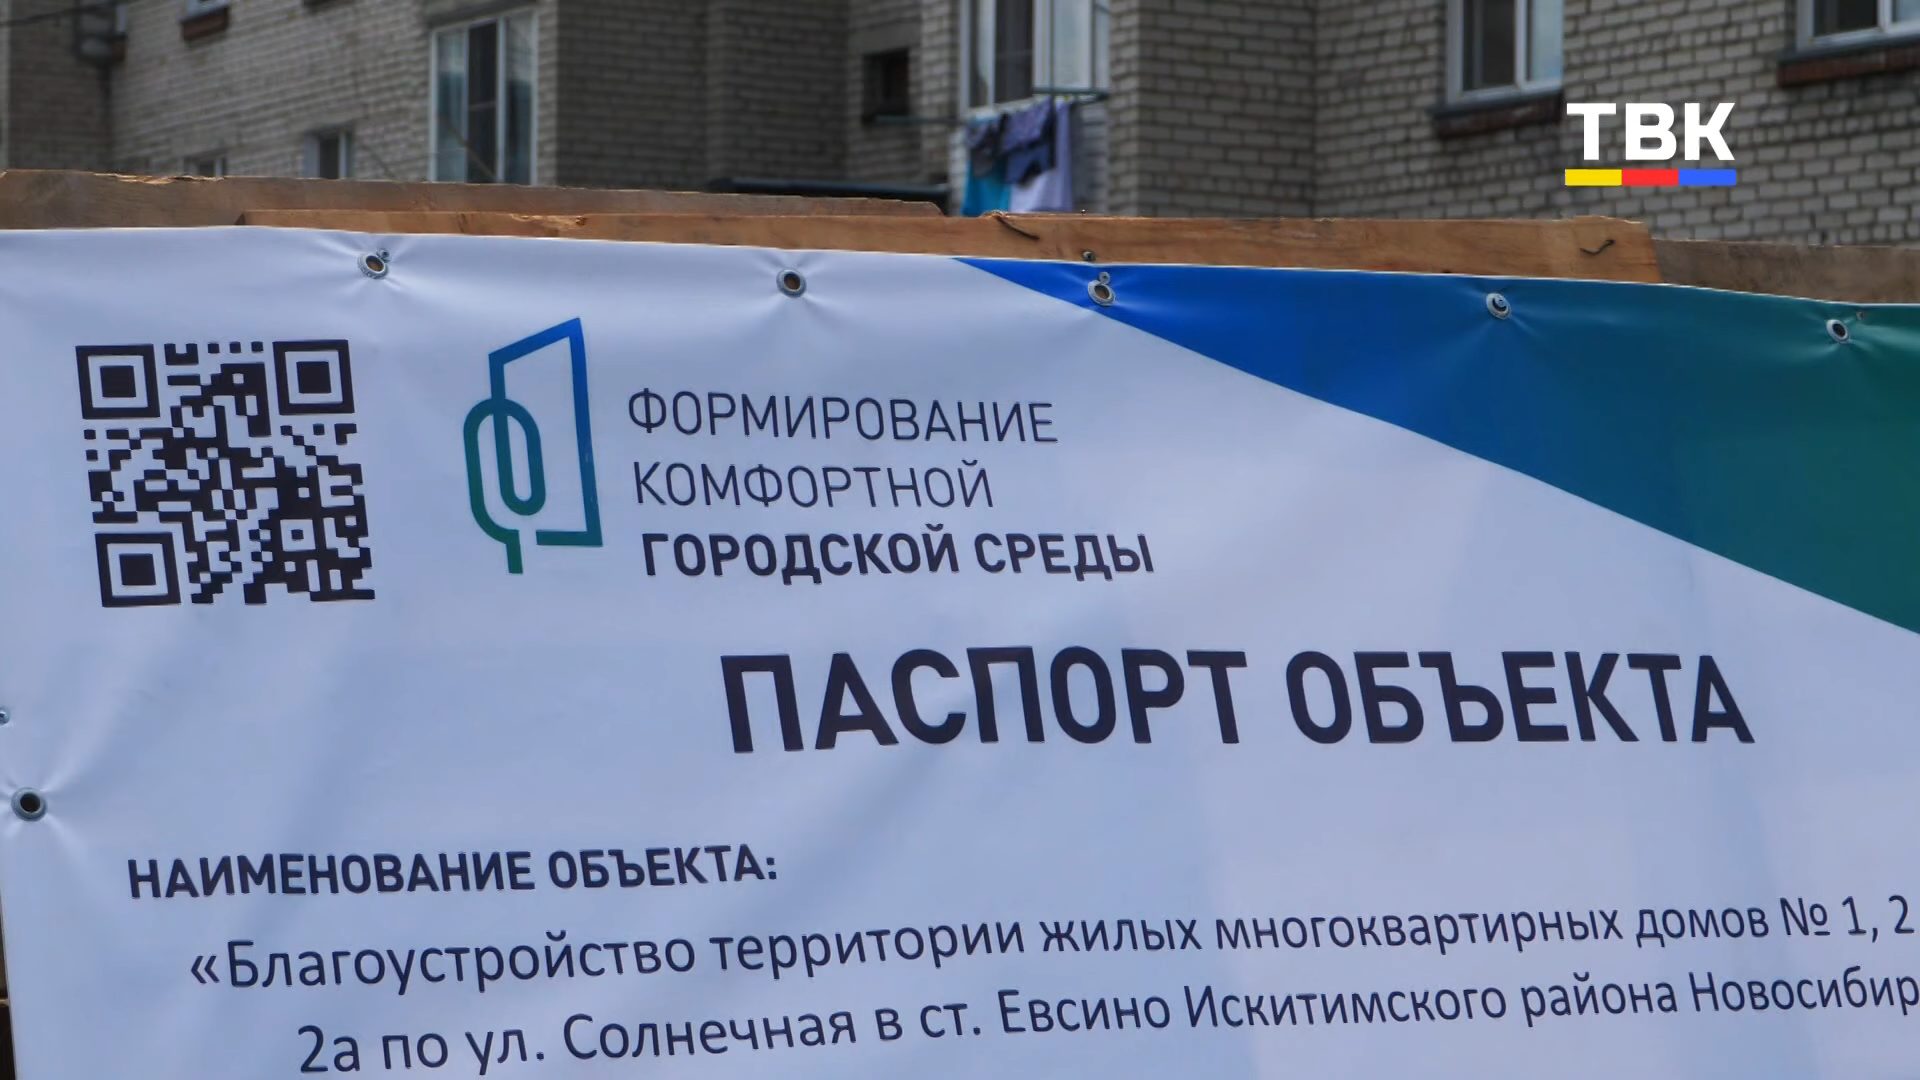 ТВК
ФОРМИРОВАНИЕ
КОМФОРТНОЙ
ГОРОДСКОЙ СРЕДЫ
ПАСПОРТ ОБЪЕКТА
НАИМЕНОВАНИЕ ОБЪЕКТА:
«Благоустройство территории жилых многоквартирных домов № 1, 2
2а по ул. Солнечная в ст. Евсино Искитимского района Новосибир